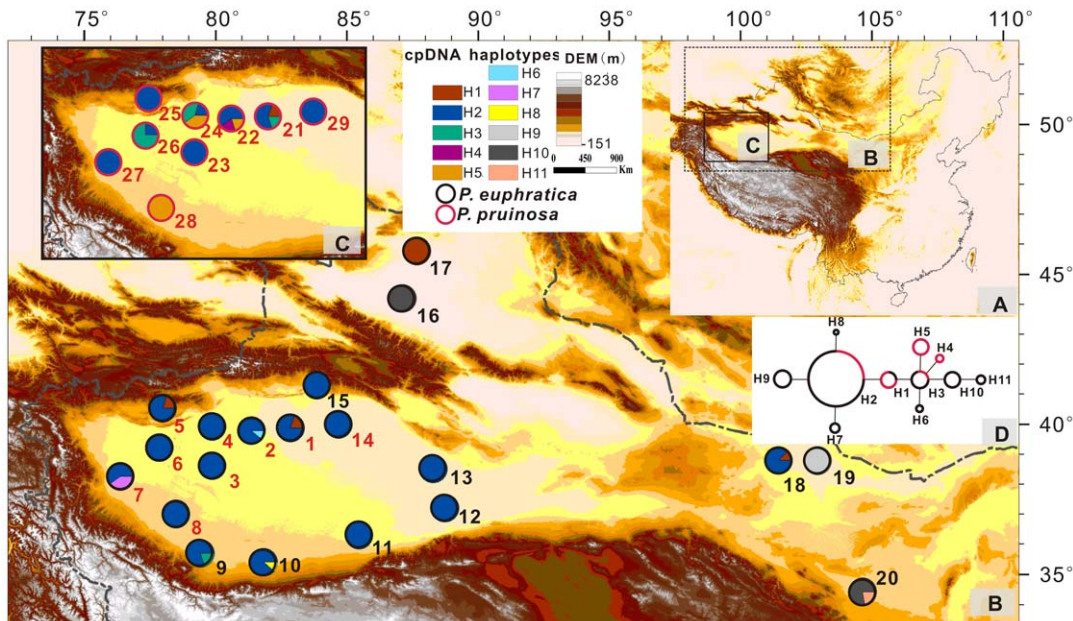 75° 80° 85° 90° 95° 100° 105° 110°
cpDNA haplotypes DEM (m)
H1
H2
H3
H4
H5
H6
H7
H8
H9
H10
H11
8238
-151
0 450 900
Km
P. euphratica
P. pruinosa
25
24
22
21
29
26
23
27
28
C
C
B
A
50°
45°
40°
35°
17
16
15
5
4
2
1
14
6
3
7
13
8
12
9
10
11
18
19
20
H8
H5
H4
H9
H2
H1
H3
H10
H11
H7
H6
D
B